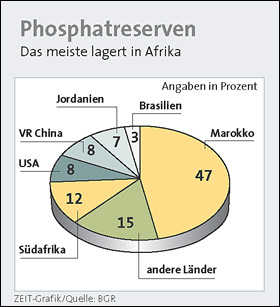 Phosphatreserven
Das meiste lagert in Afrika
Angaben in Prozent
Jordanien
Brasilien
VR China
7
3
Marokko
8
USA
8
47
12
15
Südafrika
andere Länder
ZEIT-Grafik/Quelle: BGR